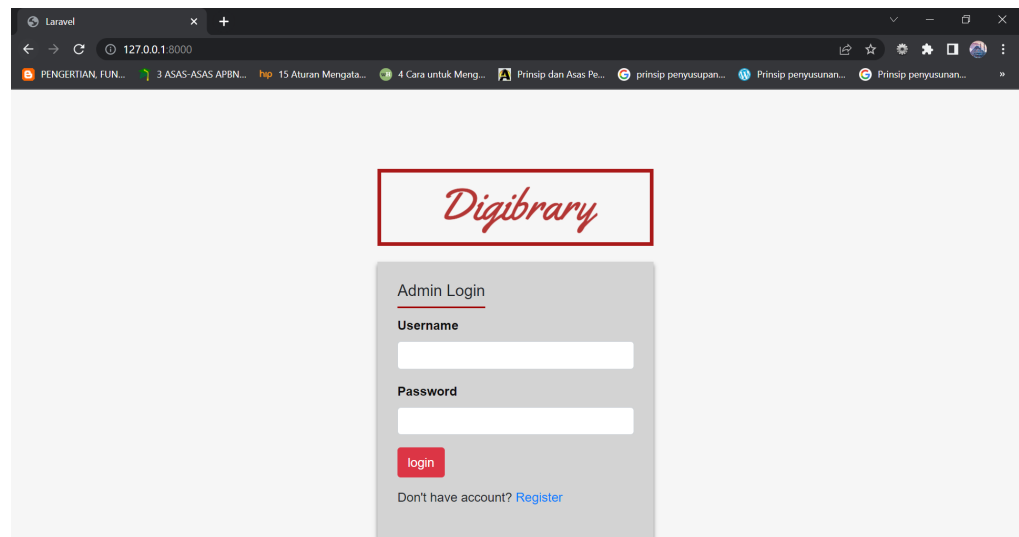 Laravel
127.0.0.1:8000
PENGERTIAN, FUN... 3 ASAS-ASAS APBN... hip 15 Aturan Mengata... 4 Cara untuk Meng... Prinsip dan Asas Pe... prinsip penyusupan... Prinsip penyusunan... Prinsip penyusunan... »
Digibrary
Admin Login
Username
Password
login
Don't have account? Register